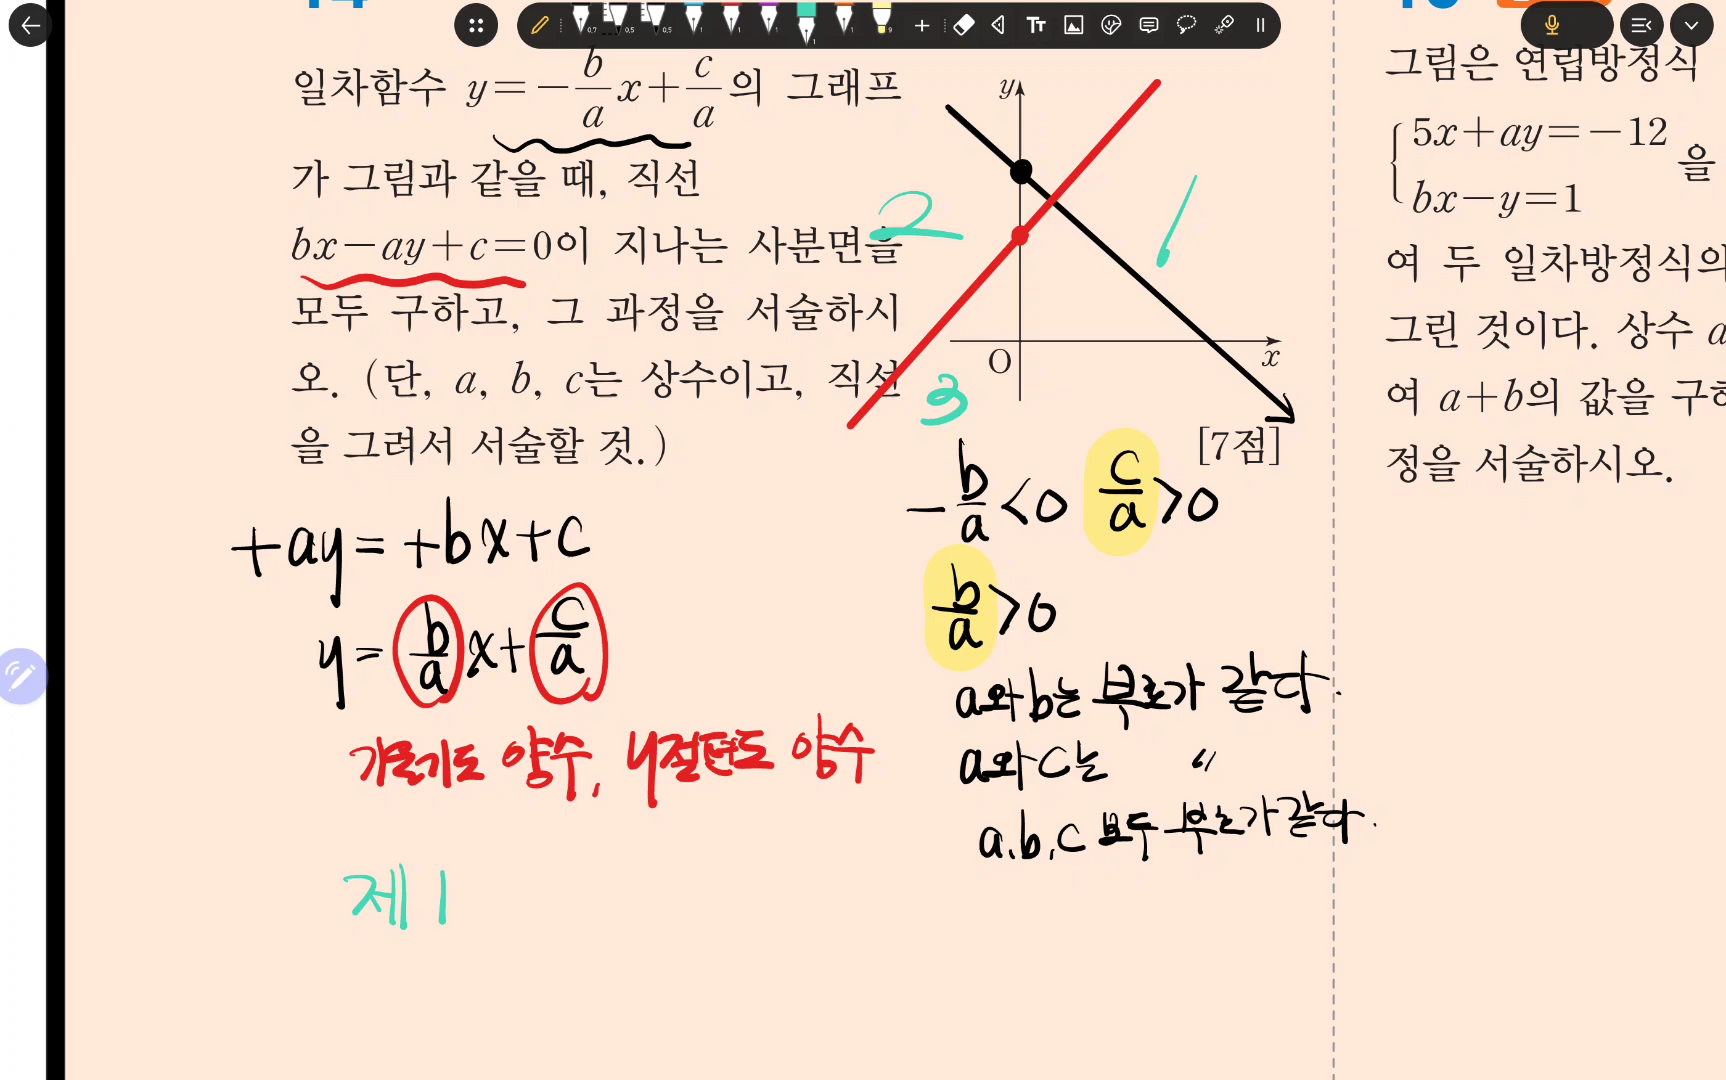 일차함수 y=-\frac{b}{a}x+\frac{c}{a}의 그래프
가 그림과 같을 때, 직선
bx-ay+c=0이 지나는 사분면을
모두 구하고, 그 과정을 서술하시
오. (단, a, b, c는 상수이고, 직선
을 그려서 서술할 것.)
[7점]
y
x
O
2
1
3
+ay=+bx+c
y=\frac{b}{a}x+\frac{c}{a}
기울기도 양수, y절편도 양수
제1
-\frac{b}{a}<0 \frac{c}{a}>0
\frac{b}{a}>0
a와 b는 부호가 같다.
a와 c는 〃
a, b, c 모두 부호가 같다.
그림은 연립방정식
5x+ay=-12
bx-y=1
을
여 두 일차방정식의
그린 것이다. 상수 a
여 a+b의 값을 구하
정을 서술하시오.